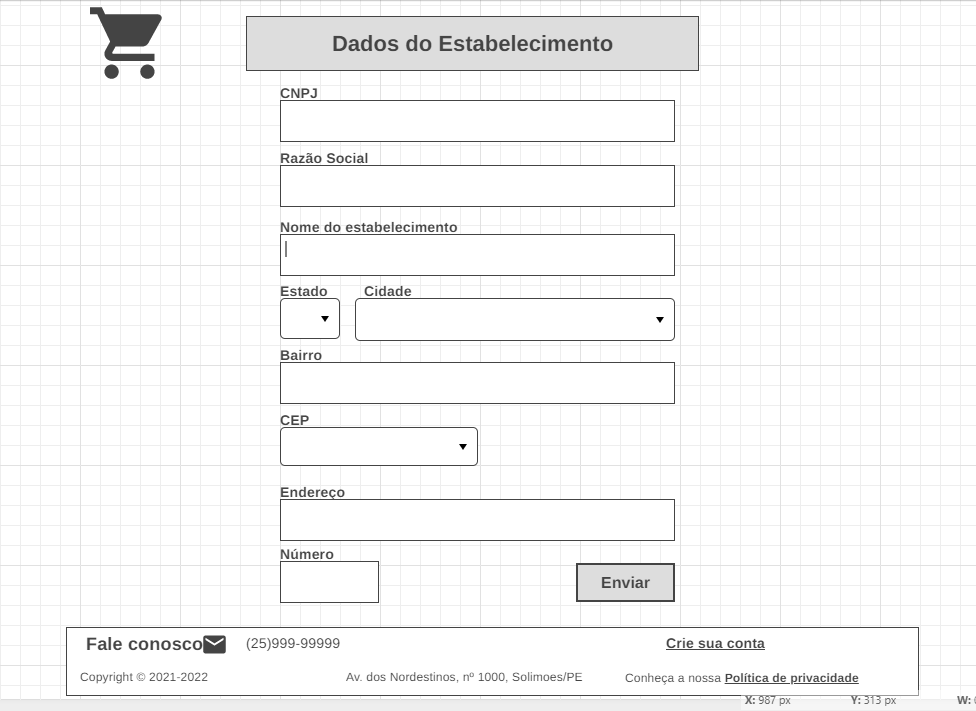 Dados do Estabelecimento
CNPJ
Razão Social
Nome do estabelecimento
Estado Cidade
Bairro
CEP
Endereço
Número
Enviar
Fale conosco (25)999-99999 Crie sua conta
Copyright © 2021-2022 Av. dos Nordestinos, nº 1000, Solimoes/PE Conheça a nossa Política de privacidade
X: 987 px Y: 313 px W: